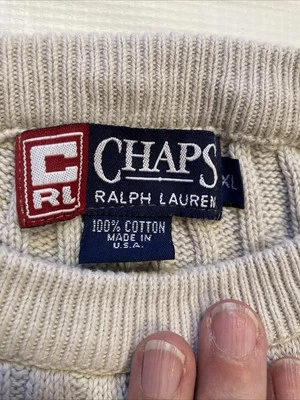 C
RL
CHAPS
RALPH LAUREN
XL
100% COTTON
MADE IN
U.S.A.